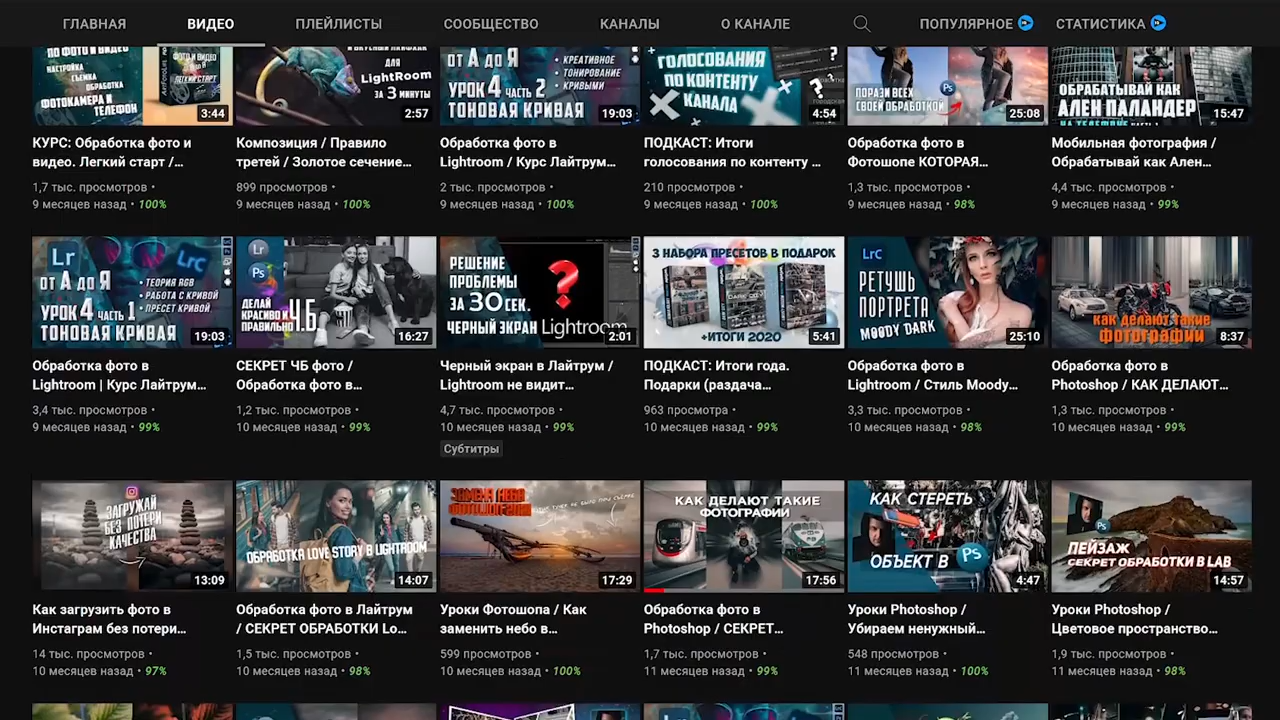 ГЛАВНАЯ
ВИДЕО
ПЛЕЙЛИСТЫ
СООБЩЕСТВО
КАНАЛЫ
О КАНАЛЕ
ПОПУЛЯРНОЕ
СТАТИСТИКА
ПО ФОТО И ВИДЕО
НАСТРОЙКА
СЪЕМКА
ОБРАБОТКА
ФОТОКАМЕРА И
ТЕЛЕФОН
ФОТО И ВИДЕО
ЛЕГКИЙ СТАРТ
3:44
ДЛЯ
LightRoom
ЗА 3 МИНУТЫ
2:57
ОТ А ДО Я
УРОК 4 ЧАСТЬ 2
ТОНОВАЯ КРИВАЯ
• КРЕАТИВНОЕ
• ТОНИРОВАНИЕ
КРИВЫМИ
19:03
ГОЛОСОВАНИЯ
ПО КОНТЕНТУ
КАНАЛА
4:54
ПОРАЗИ ВСЕХ
СВОЕЙ ОБРАБОТКОЙ
Ps
25:08
ОБРАБАТЫВАЙ КАК
АЛЕН ПАЛАНДЕР
НА ТЕЛЕФОНЕ
15:47
КУРС: Обработка фото и
видео. Легкий старт /...
1,7 тыс. просмотров •
9 месяцев назад • 100%
Композиция / Правило
третей / Золотое сечение...
899 просмотров •
9 месяцев назад • 100%
Обработка фото в
Lightroom / Курс Лайтрум...
2 тыс. просмотров •
9 месяцев назад • 100%
ПОДКАСТ: Итоги
голосования по контенту ...
210 просмотров •
9 месяцев назад • 100%
Обработка фото в
Фотошопе КОТОРАЯ...
1,3 тыс. просмотров •
9 месяцев назад • 98%
Мобильная фотография /
Обрабатывай как Ален...
4,4 тыс. просмотров •
9 месяцев назад • 99%
Lr
LrC
ОТ А ДО Я
УРОК 4 ЧАСТЬ 1
ТОНОВАЯ КРИВАЯ
• ТЕОРИЯ RGB
• РАБОТА С КРИВОЙ
• ПРЕСЕТ КРИВОЙ
19:03
Lr
Ps
ДЕЛАЙ
КРАСИВО И
ПРАВИЛЬНО Ч.Б
16:27
РЕШЕНИЕ
ПРОБЛЕМЫ
ЗА 30 СЕК.
ЧЕРНЫЙ ЭКРАН Lightroom
?
2:01
3 НАБОРА ПРЕСЕТОВ В ПОДАРОК
+ИТОГИ 2020
5:41
LrC
РЕТУШЬ
ПОРТРЕТА
MOODY DARK
25:10
как делают такие
фотографии
8:37
Обработка фото в
Lightroom | Курс Лайтрум...
3,4 тыс. просмотров •
9 месяцев назад • 99%
СЕКРЕТ ЧБ фото /
Обработка фото в...
1,2 тыс. просмотров •
10 месяцев назад • 99%
Черный экран в Лайтрум /
Lightroom не видит...
4,7 тыс. просмотров •
10 месяцев назад • 99%
Субтитры
ПОДКАСТ: Итоги года.
Подарки (раздача...
963 просмотра •
10 месяцев назад • 99%
Обработка фото в
Lightroom / Стиль Moody...
3,3 тыс. просмотров •
10 месяцев назад • 98%
Обработка фото в
Photoshop / КАК ДЕЛАЮТ...
1,3 тыс. просмотров •
10 месяцев назад • 99%
ЗАГРУЖАЙ
БЕЗ ПОТЕРИ
КАЧЕСТВА
13:09
ОБРАБОТКА LOVE STORY В LIGHTROOM
14:07
ЗАМЕНА НЕБА
17:29
КАК ДЕЛАЮТ ТАКИЕ
ФОТОГРАФИИ
17:56
КАК СТЕРЕТЬ
ОБЪЕКТ В Ps
4:47
Ps
ПЕЙЗАЖ
СЕКРЕТ ОБРАБОТКИ В LAB
14:57
Как загрузить фото в
Инстаграм без потери...
14 тыс. просмотров •
10 месяцев назад • 97%
Обработка фото в Лайтрум
/ СЕКРЕТ ОБРАБОТКИ Lo...
1,5 тыс. просмотров •
10 месяцев назад • 98%
Уроки Фотошопа / Как
заменить небо в...
599 просмотров •
10 месяцев назад • 100%
Обработка фото в
Photoshop / СЕКРЕТ...
1,7 тыс. просмотров •
11 месяцев назад • 99%
Уроки Photoshop /
Убираем ненужный...
548 просмотров •
11 месяцев назад • 100%
Уроки Photoshop /
Цветовое пространство...
1,9 тыс. просмотров •
11 месяцев назад • 98%